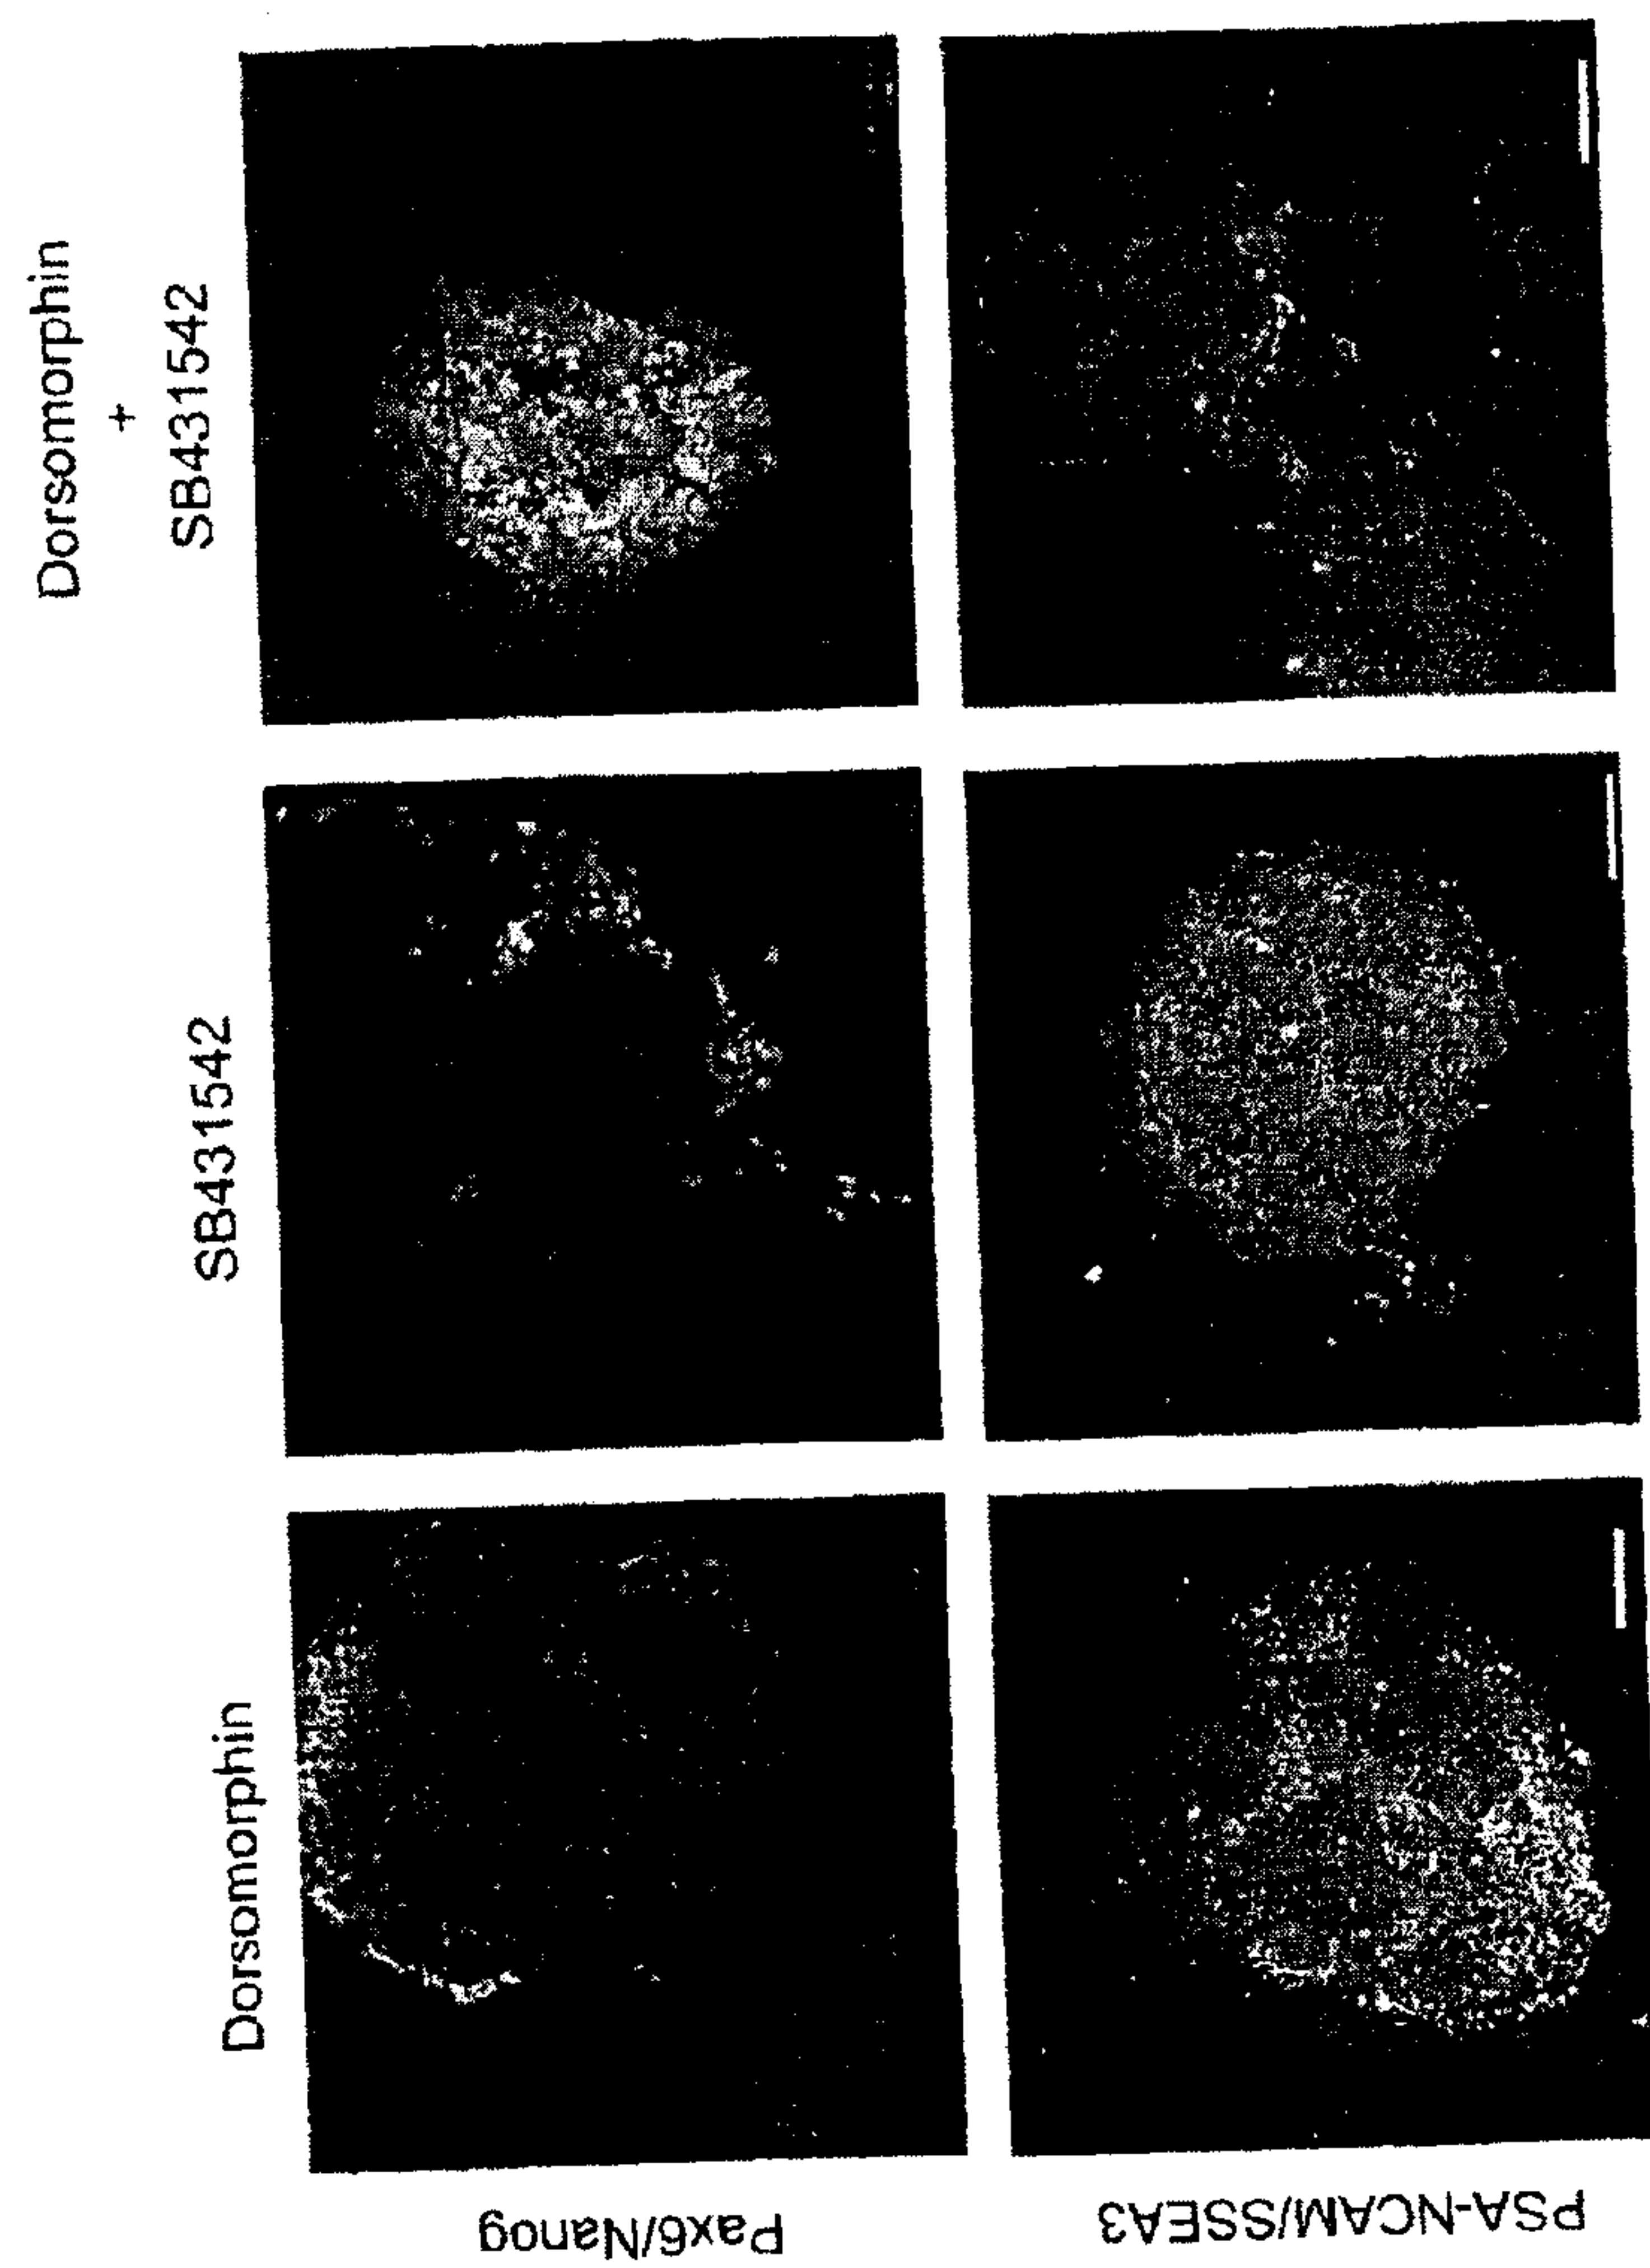 Dorsomorphin
SB431542
Dorsomorphin
+
SB431542
Pax6/Nanog
PSA-NCAM/SSEA3